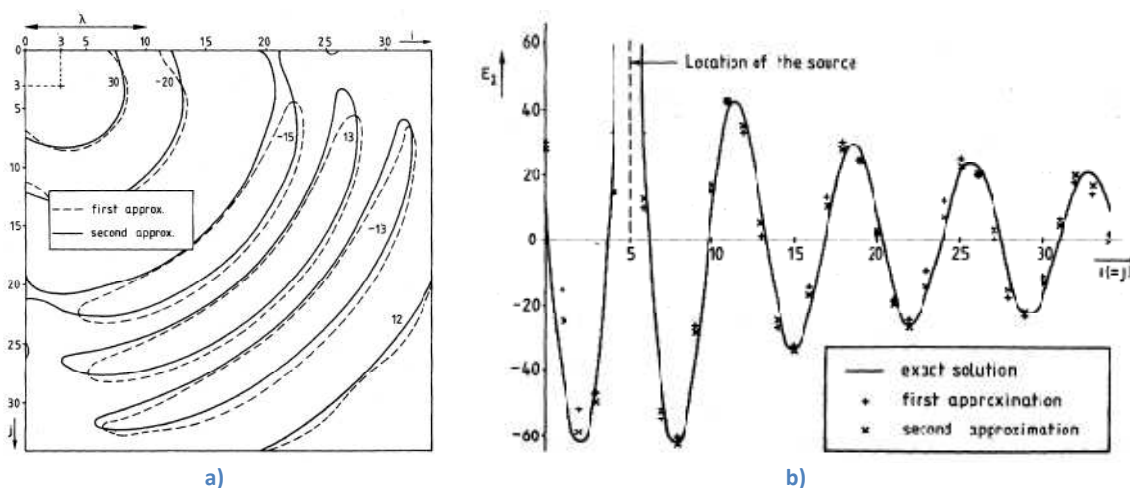 λ
0 3 5 10 15 20 25 30 i
0
3
5
10
15
20
25
30
j
30
-20
-15
13
-13
12
first approx.
second approx.
a)
60
40
20
0
-20
-40
-60
E
Location of the source
5 10 15 20 25 30
i(=j)
exact solution
first approximation
second approximation
b)